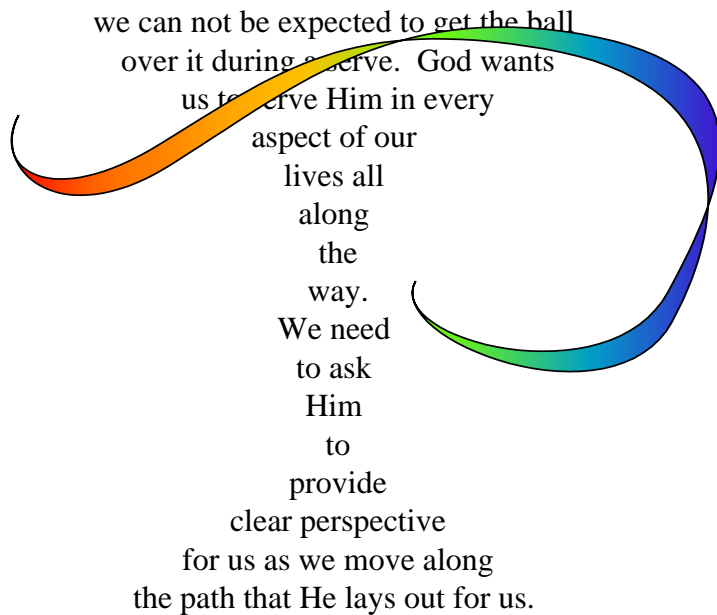 we can not be expected to get the ball
over it during a serve.  God wants
us to serve Him in every
aspect of our
lives all
along
the
way.
We need
to ask
Him
to
provide
clear perspective
for us as we move along
the path that He lays out for us.